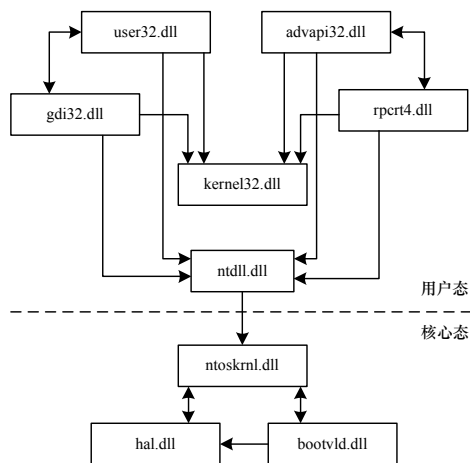 user32.dll
advapi32.dll
gdi32.dll
rpcrt4.dll
kernel32.dll
ntdll.dll
用户态
核心态
ntoskrnl.dll
hal.dll
bootvld.dll